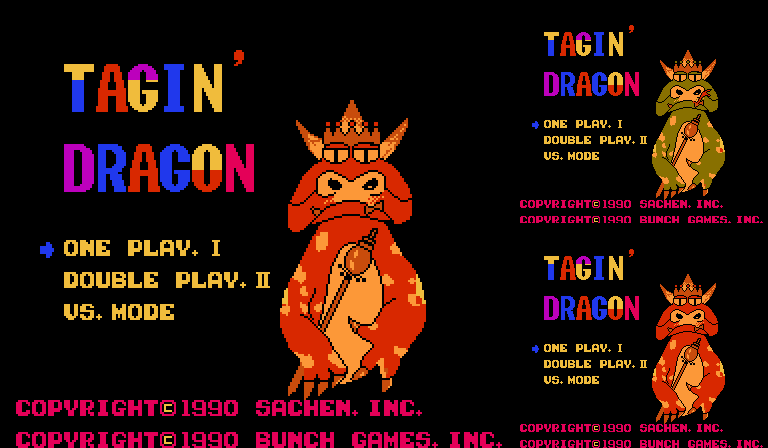 TAGIN'
DRAGON
ONE PLAY. I
DOUBLE PLAY. II
VS. MODE
COPYRIGHT©1990 SACHEN. INC.
COPYRIGHT©1990 BUNCH GAMES. INC.
TAGIN'
DRAGON
ONE PLAY. I
DOUBLE PLAY. II
VS. MODE
COPYRIGHT©1990 SACHEN. INC.
COPYRIGHT©1990 BUNCH GAMES. INC.
TAGIN'
DRAGON
ONE PLAY. I
DOUBLE PLAY. II
VS. MODE
COPYRIGHT©1990 SACHEN. INC.
COPYRIGHT©1990 BUNCH GAMES. INC.